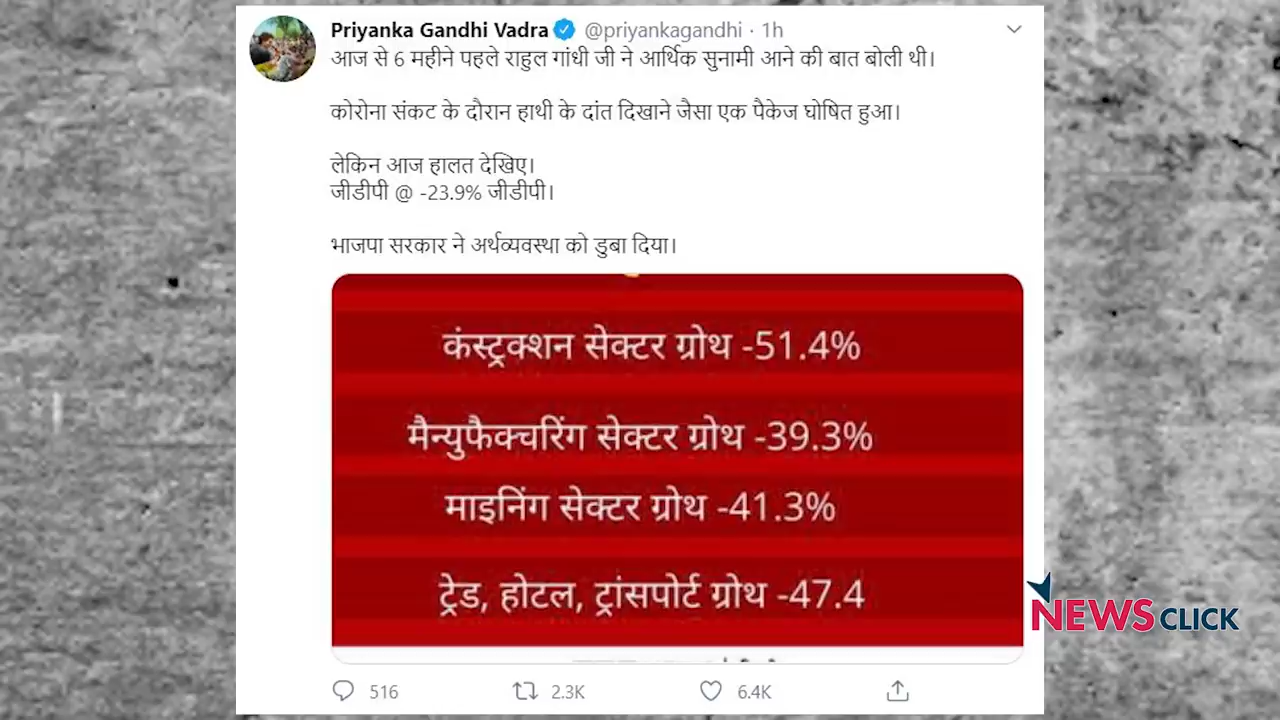 Priyanka Gandhi Vadra @priyankagandhi · 1h
आज से 6 महीने पहले राहुल गांधी जी ने आर्थिक सुनामी आने की बात बोली थी।
कोरोना संकट के दौरान हाथी के दांत दिखाने जैसा एक पैकेज घोषित हुआ।
लेकिन आज हालत देखिए।
जीडीपी @ -23.9% जीडीपी।
भाजपा सरकार ने अर्थव्यवस्था को डुबा दिया।
कंस्ट्रक्शन सेक्टर ग्रोथ -51.4%
मैन्युफैक्चरिंग सेक्टर ग्रोथ -39.3%
माइनिंग सेक्टर ग्रोथ -41.3%
ट्रेड, होटल, ट्रांसपोर्ट ग्रोथ -47.4
NEWSCLICK
516 2.3K 6.4K